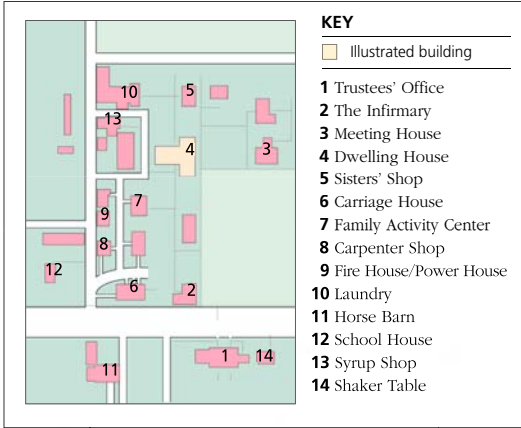 KEY
Illustrated building
1 Trustees' Office
2 The Infirmary
3 Meeting House
4 Dwelling House
5 Sisters' Shop
6 Carriage House
7 Family Activity Center
8 Carpenter Shop
9 Fire House/Power House
10 Laundry
11 Horse Barn
12 School House
13 Syrup Shop
14 Shaker Table
10
5
13
4
3
7
9
8
12
6
2
1
14
11